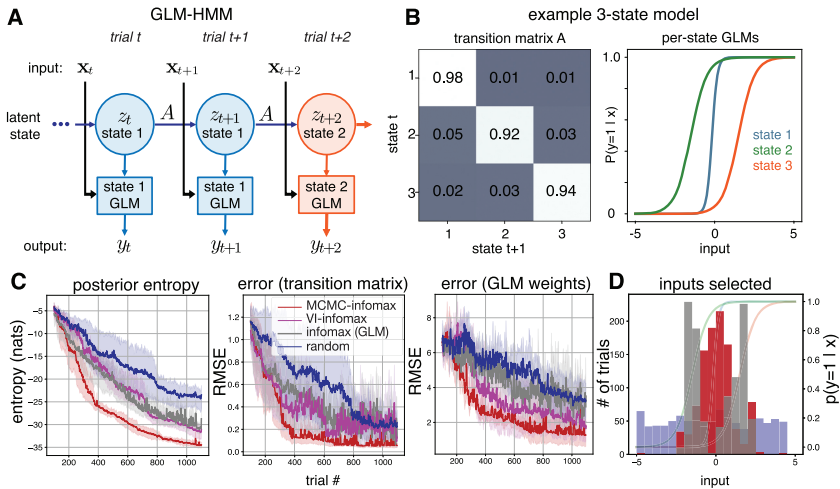 A
GLM-HMM
trial t
trial t+1
trial t+2
input:
x_t
x_{t+1}
x_{t+2}
latent
state
z_t
state 1
A
z_{t+1}
state 1
A
z_{t+2}
state 2
state 1
GLM
state 1
GLM
state 2
GLM
output:
y_t
y_{t+1}
y_{t+2}
B
example 3-state model
transition matrix A
state t
1
0.98 0.01 0.01
2
0.05 0.92 0.03
3
0.02 0.03 0.94
1 2 3
state t+1
per-state GLMs
P(y=1 | x)
1.0
0
state 1
state 2
state 3
-5 0 5
input
C
posterior entropy
entropy (nats)
−5
−10
−15
−20
−25
−30
−35
200 400 600 800 1000
error (transition matrix)
RMSE
1.2
1.0
0.8
0.6
0.4
0.2
0.0
MCMC-infomax
VI-infomax
infomax (GLM)
random
200 400 600 800 1000
trial #
error (GLM weights)
RMSE
8
6
4
2
200 400 600 800 1000
D
inputs selected
# of trials
200
150
100
50
0
−5 0 5
input
1.0
0.8
0.6
0.4
0.2
0.0
p(y=1 | x)